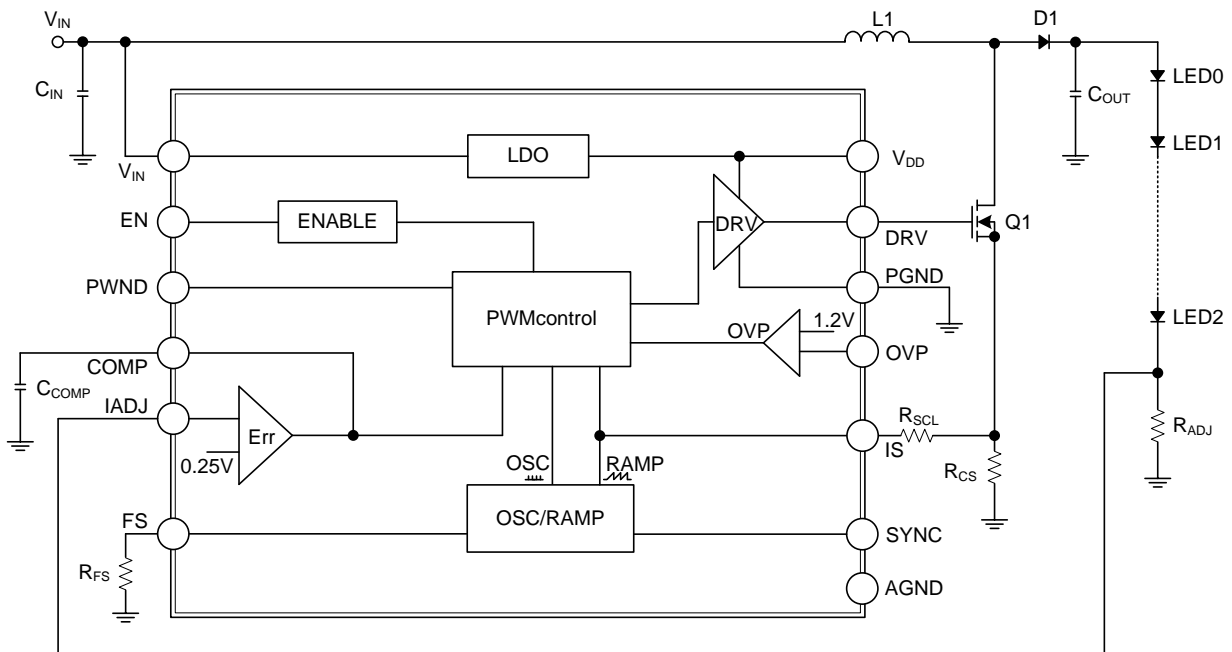 VIN
L1
D1
CIN
COUT
LED0
LED1
LED2
VIN
LDO
VDD
EN
ENABLE
DRV
DRV
Q1
PWND
PWMcontrol
PGND
OVP
1.2V
OVP
COMP
CCOMP
IADJ
Err
0.25V
RSCL
IS
RADJ
RCS
OSC
RAMP
OSC/RAMP
FS
RFS
SYNC
AGND